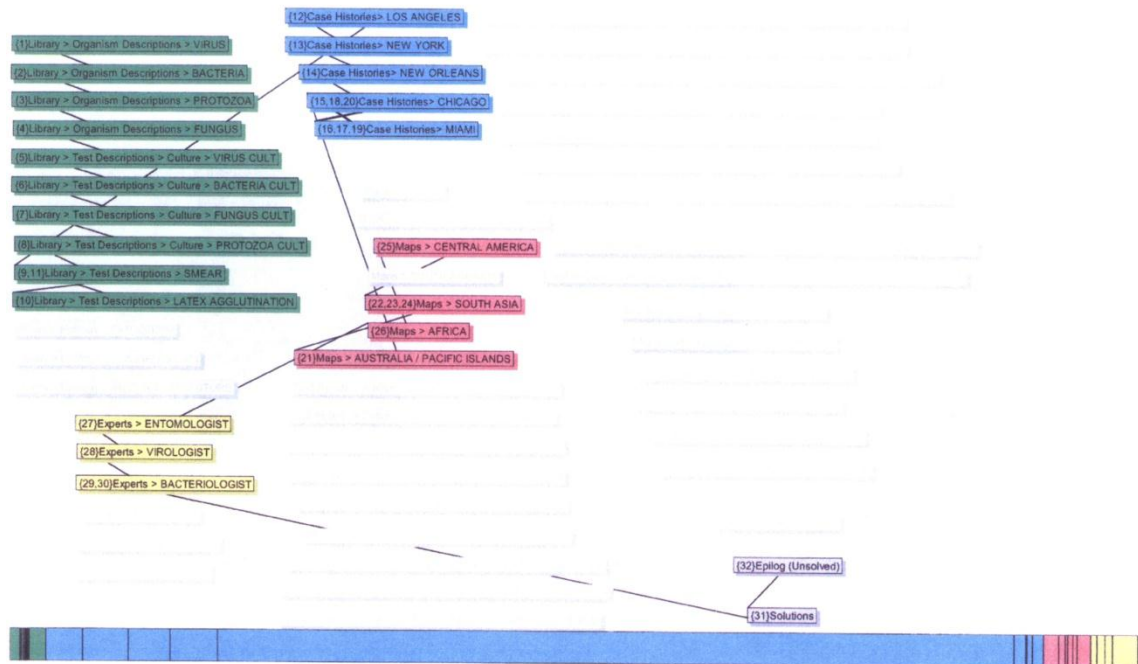 {12}Case Histories> LOS ANGELES
{1}Library > Organism Descriptions > VIRUS
{13}Case Histories> NEW YORK
{2}Library > Organism Descriptions > BACTERIA
{14}Case Histories> NEW ORLEANS
{3}Library > Organism Descriptions > PROTOZOA
{15,18,20}Case Histories> CHICAGO
{4}Library > Organism Descriptions > FUNGUS
{16,17,19}Case Histories> MIAMI
{5}Library > Test Descriptions > Culture > VIRUS CULT
{6}Library > Test Descriptions > Culture > BACTERIA CULT
{7}Library > Test Descriptions > Culture > FUNGUS CULT
{8}Library > Test Descriptions > Culture > PROTOZOA CULT
{25}Maps > CENTRAL AMERICA
{9,11}Library > Test Descriptions > SMEAR
{10}Library > Test Descriptions > LATEX AGGLUTINATION
{22,23,24}Maps > SOUTH ASIA
{26}Maps > AFRICA
{21}Maps > AUSTRALIA / PACIFIC ISLANDS
{27}Experts > ENTOMOLOGIST
{28}Experts > VIROLOGIST
{29,30}Experts > BACTERIOLOGIST
{32}Epilog (Unsolved)
{31}Solutions